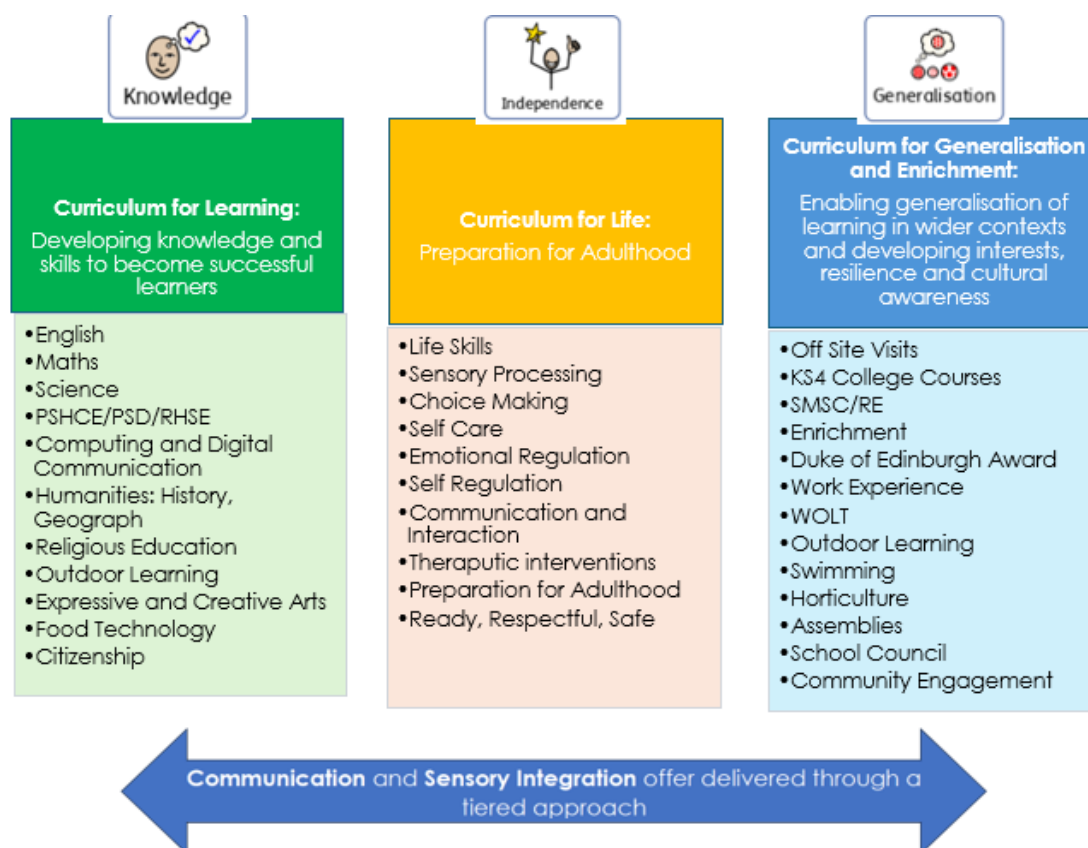 Knowledge
Independence
Generalisation
Curriculum for Learning:
Developing knowledge and
skills to become successful
learners
•English
•Maths
•Science
•PSHCE/PSD/RHSE
•Computing and Digital
Communication
•Humanities: History,
Geograph
•Religious Education
•Outdoor Learning
•Expressive and Creative Arts
•Food Technology
•Citizenship
Curriculum for Life:
Preparation for Adulthood
•Life Skills
•Sensory Processing
•Choice Making
•Self Care
•Emotional Regulation
•Self Regulation
•Communication and
Interaction
•Theraputic interventions
•Preparation for Adulthood
•Ready, Respectful, Safe
Curriculum for Generalisation
and Enrichment:
Enabling generalisation of
learning in wider contexts
and developing interests,
resilience and cultural
awareness
•Off Site Visits
•KS4 College Courses
•SMSC/RE
•Enrichment
•Duke of Edinburgh Award
•Work Experience
•WOLT
•Outdoor Learning
•Swimming
•Horticulture
•Assemblies
•School Council
•Community Engagement
Communication and Sensory Integration offer delivered through a
tiered approach